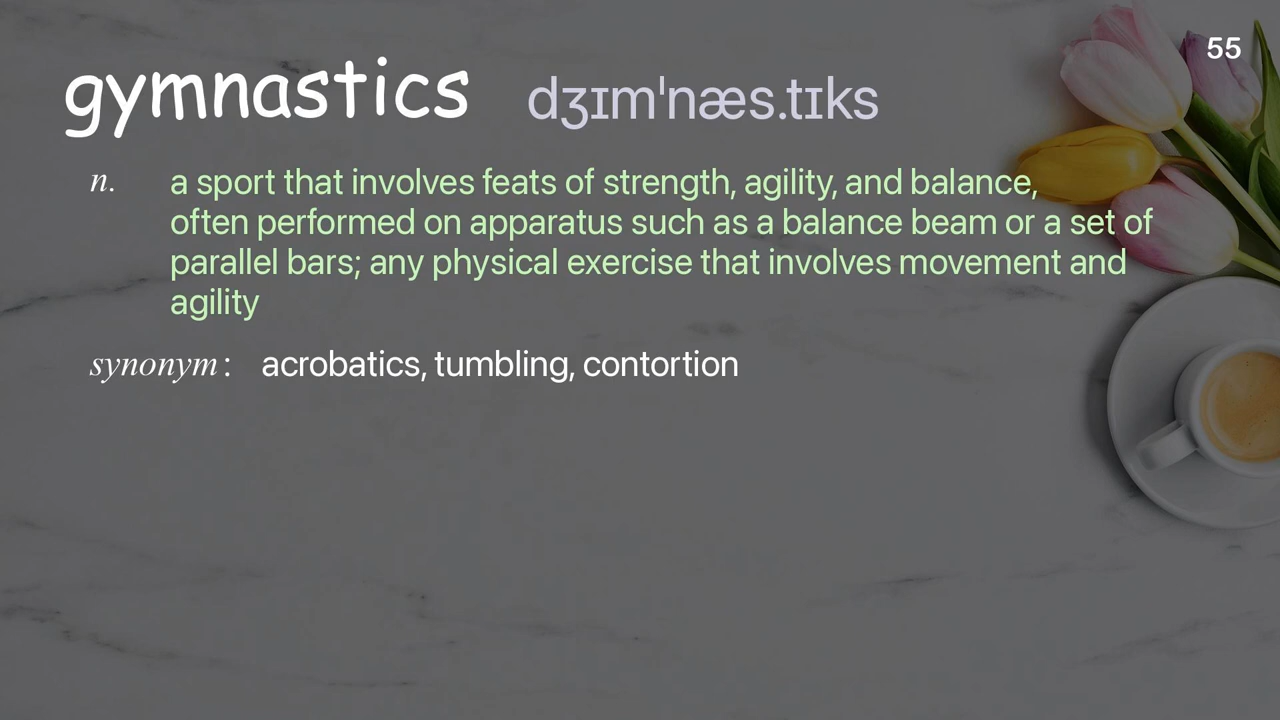 55
gymnastics dʒɪmˈnæs.tɪks
n. a sport that involves feats of strength, agility, and balance,
often performed on apparatus such as a balance beam or a set of
parallel bars; any physical exercise that involves movement and
agility
synonym : acrobatics, tumbling, contortion